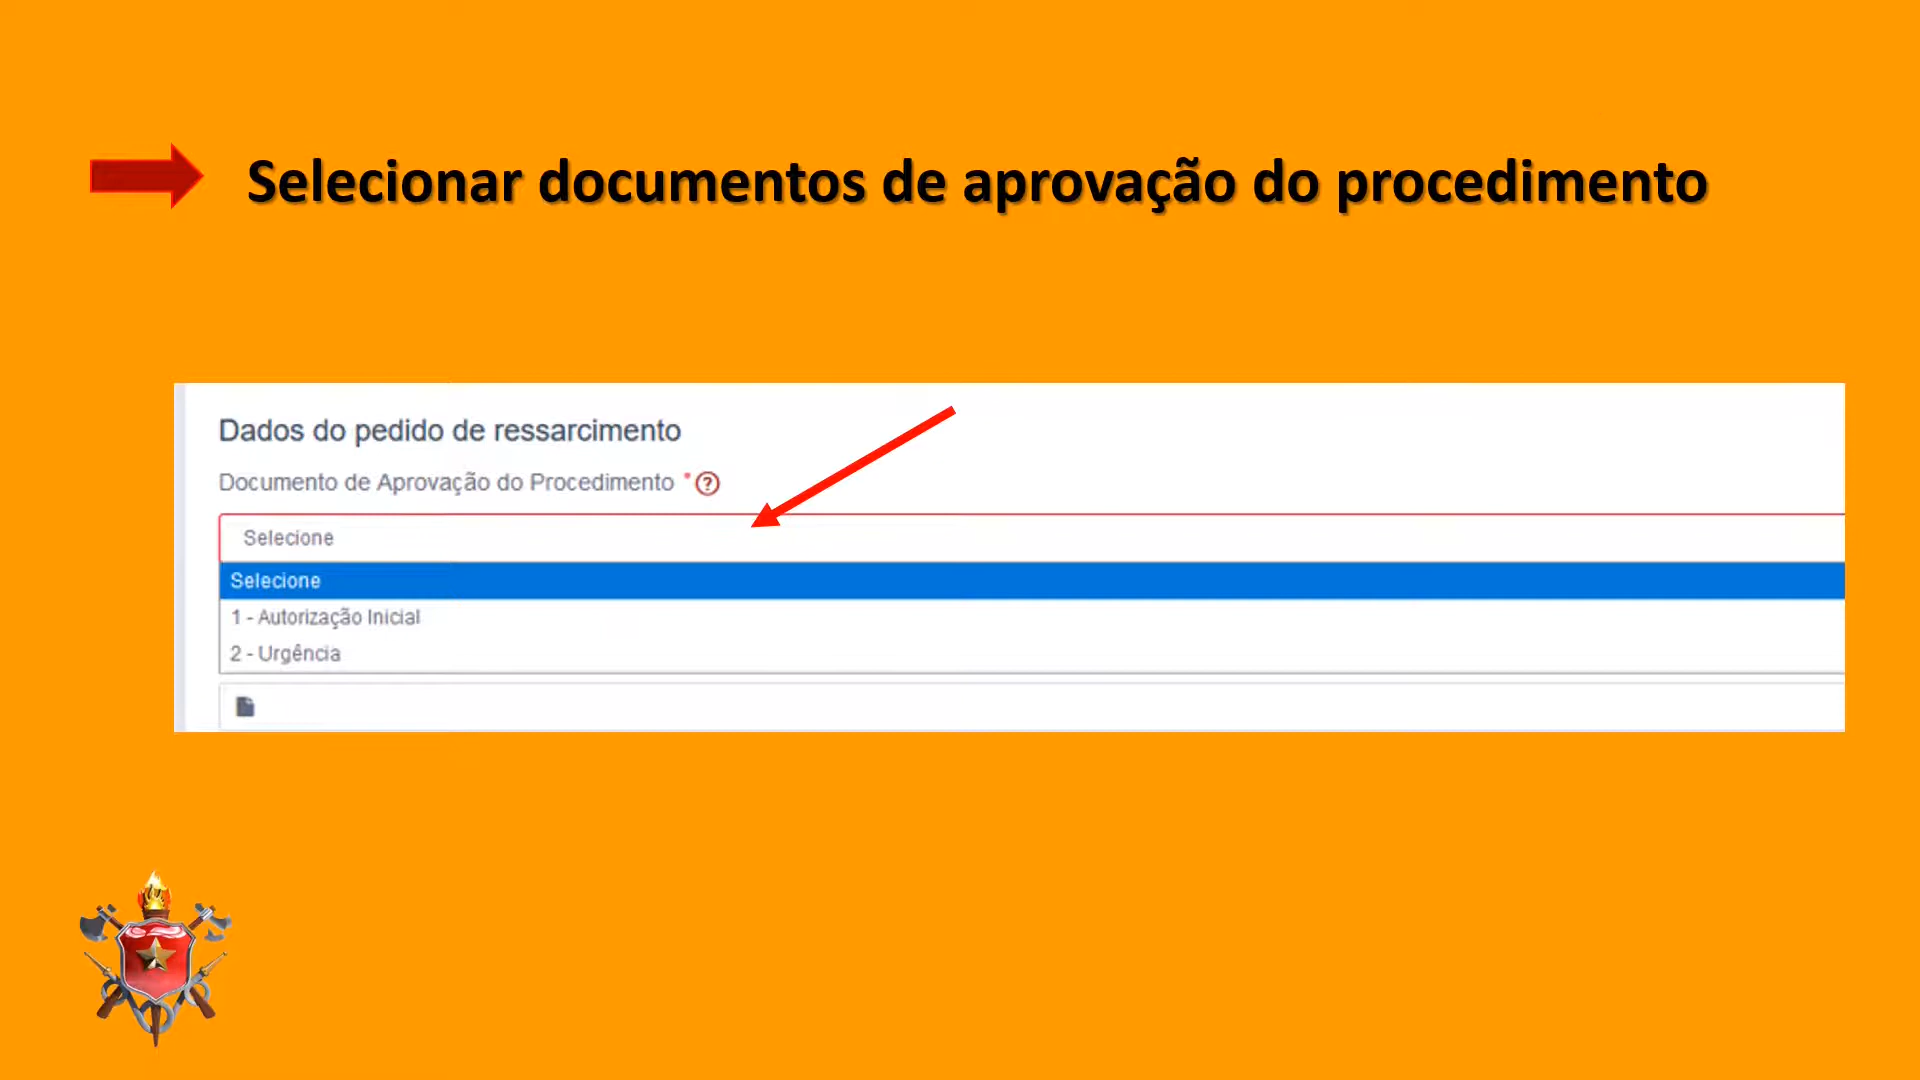 Selecionar documentos de aprovação do procedimento
Dados do pedido de ressarcimento
Documento de Aprovação do Procedimento * ?
Selecione
Selecione
1 - Autorização Inicial
2 - Urgência